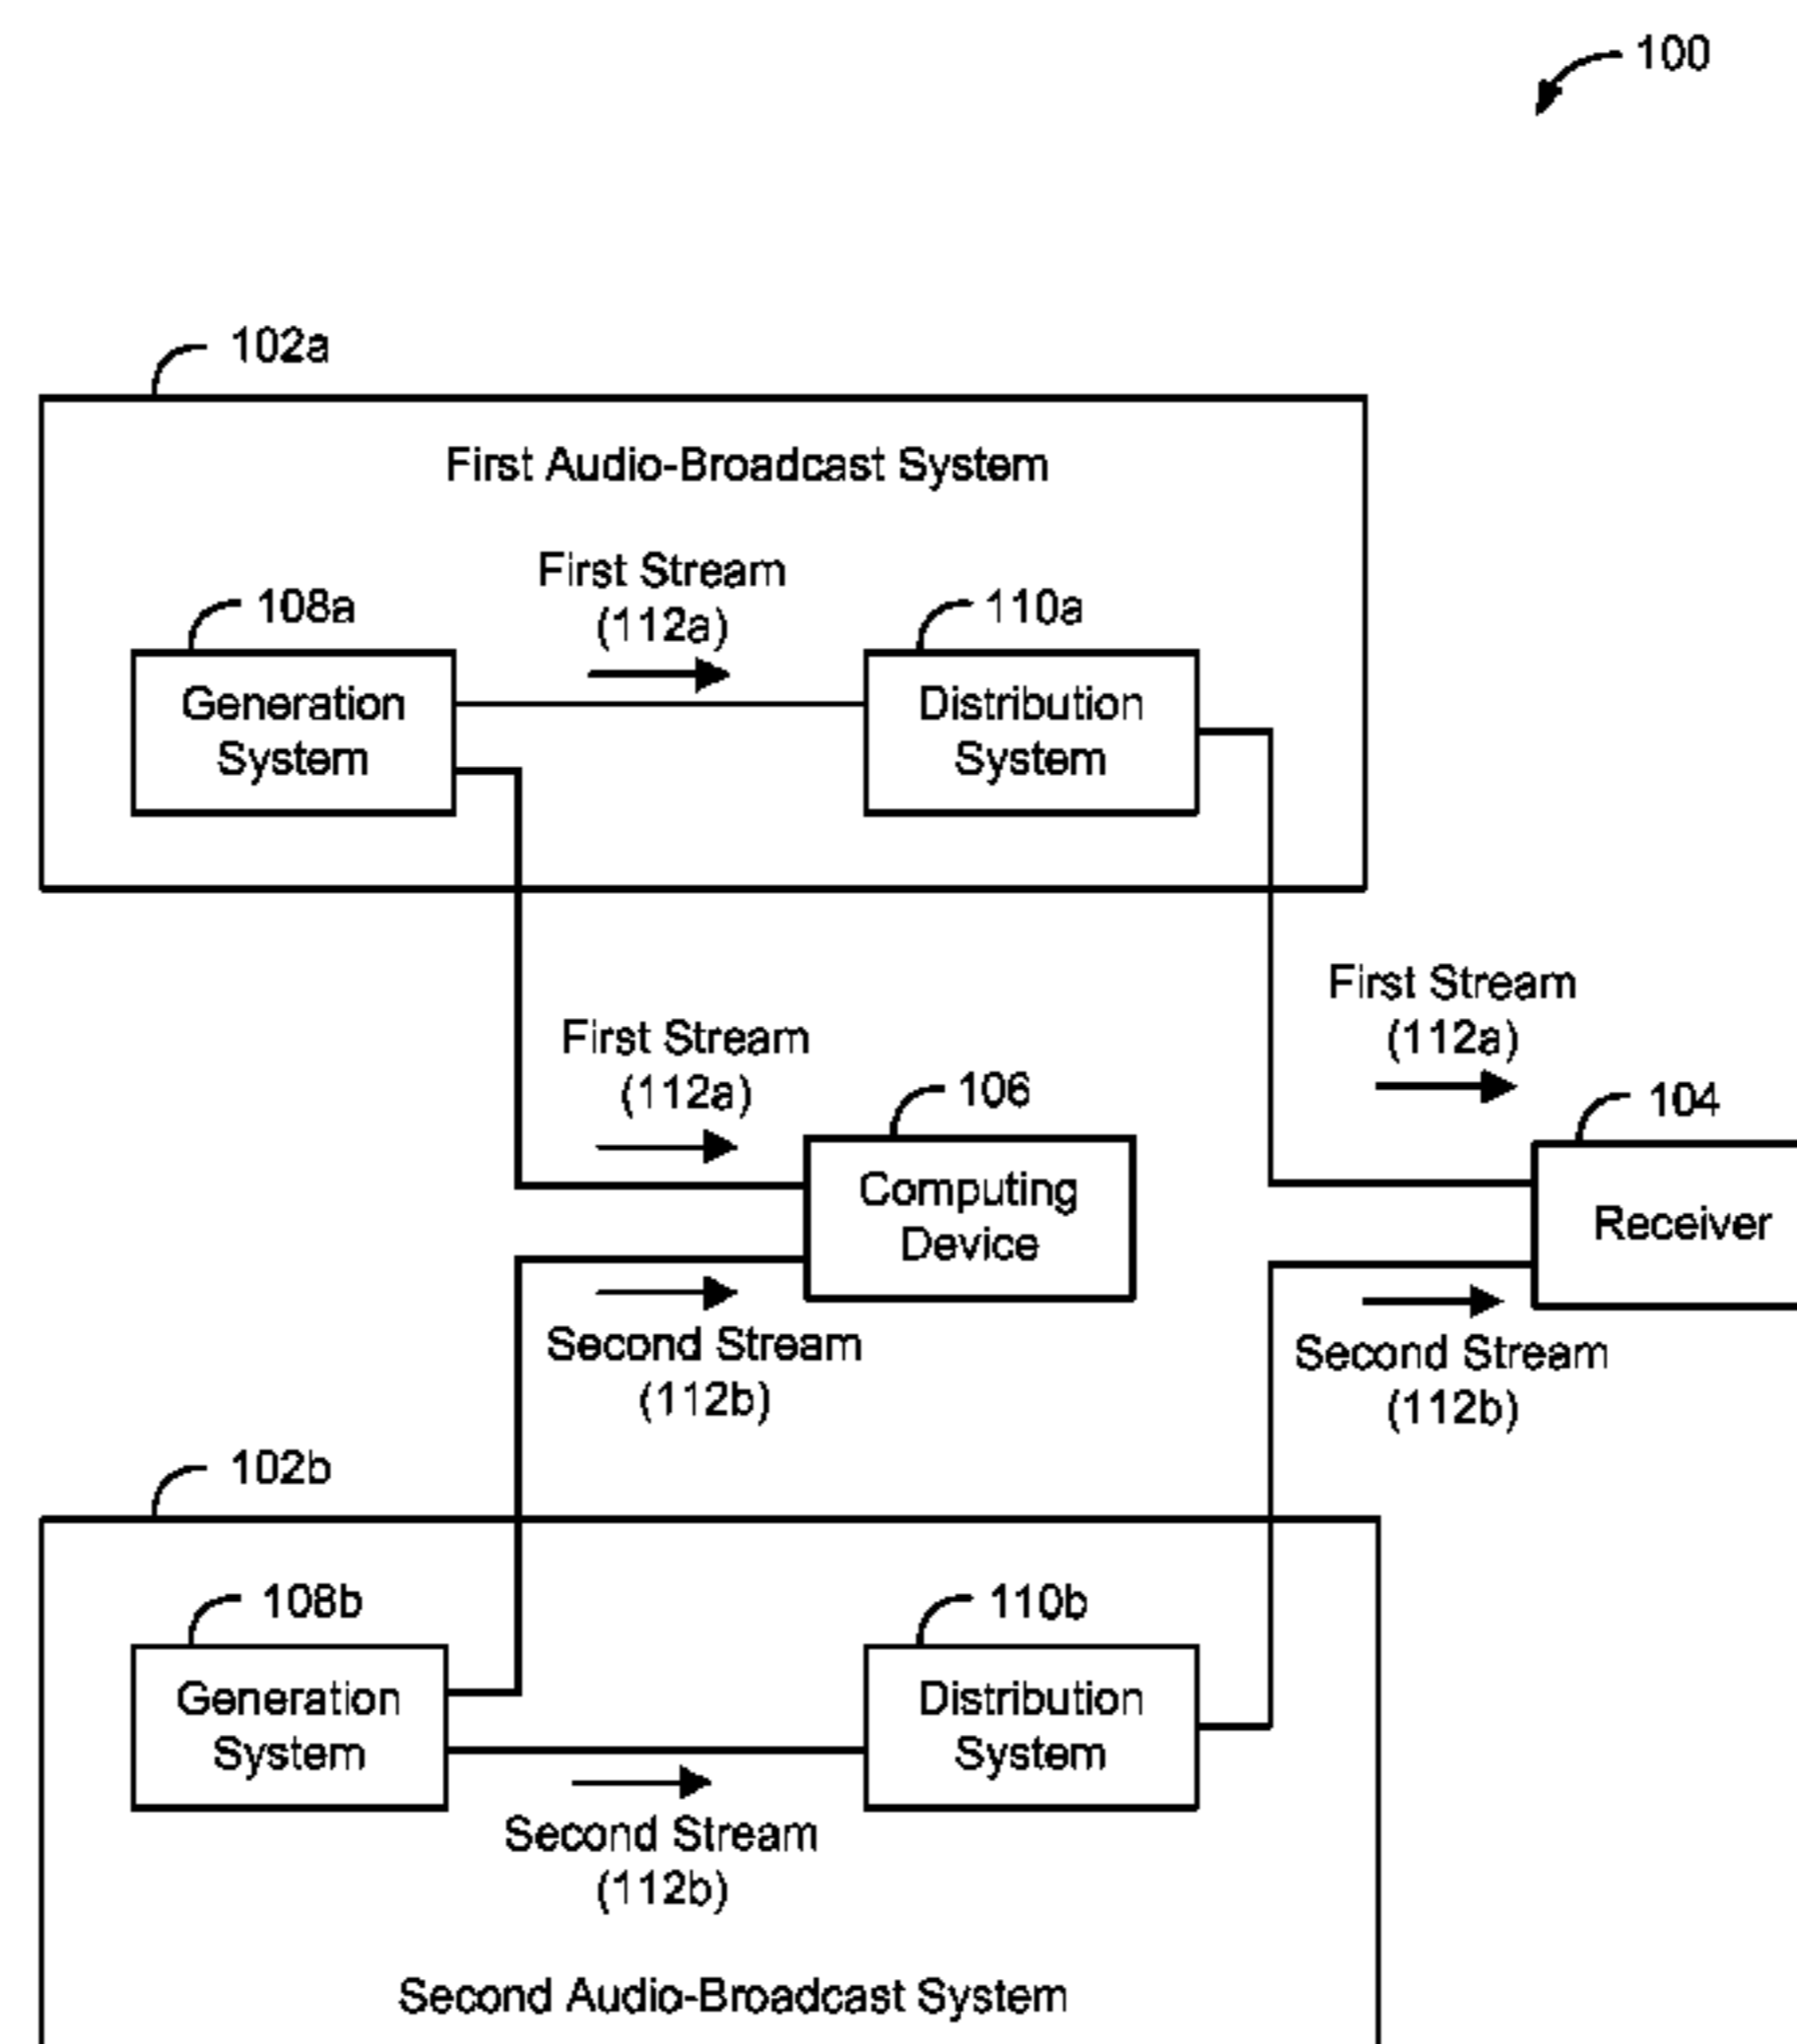 100
102a
First Audio-Broadcast System
First Stream
(112a)
108a
110a
Generation
System
Distribution
System
First Stream
(112a)
First Stream
(112a)
106
104
Computing
Device
Receiver
Second Stream
(112b)
Second Stream
(112b)
102b
108b
110b
Generation
System
Distribution
System
Second Stream
(112b)
Second Audio-Broadcast System